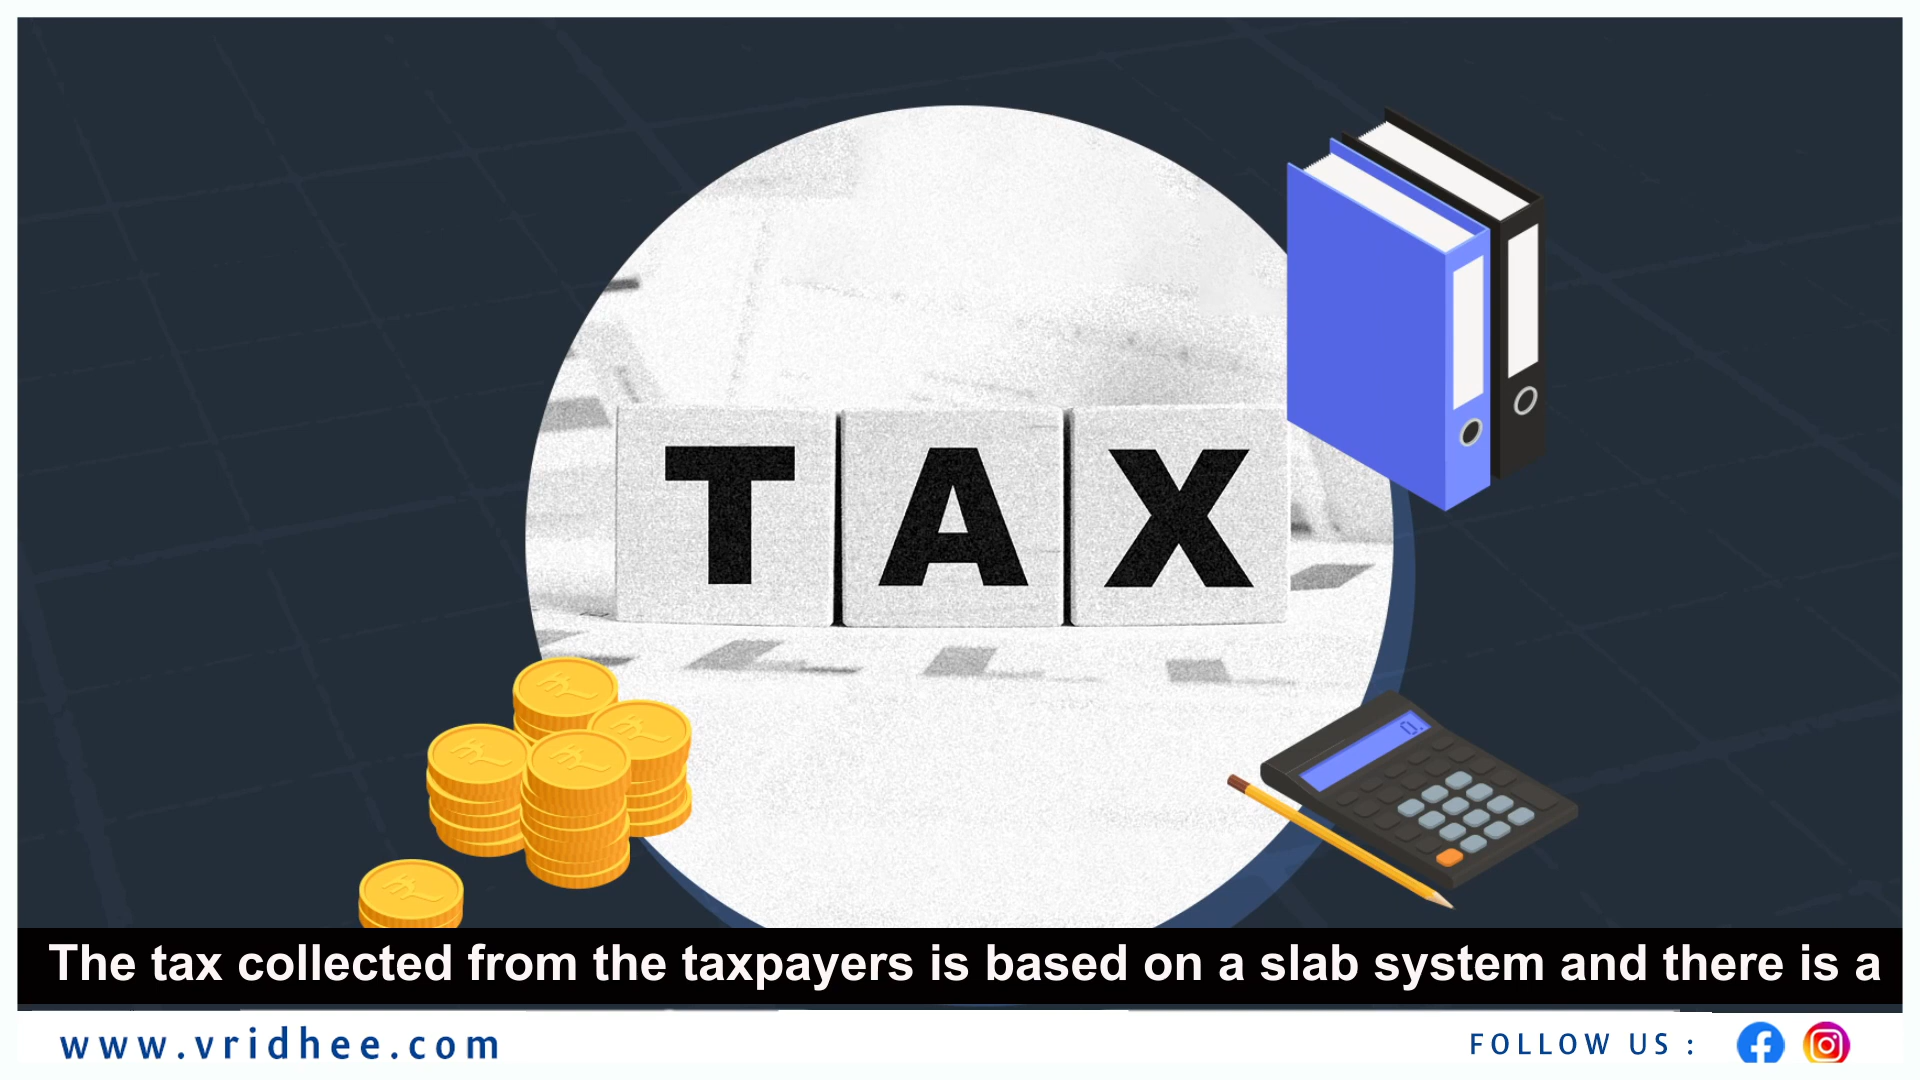 TAX
0.
The tax collected from the taxpayers is based on a slab system and there is a
www.vridhee.com
FOLLOW US :